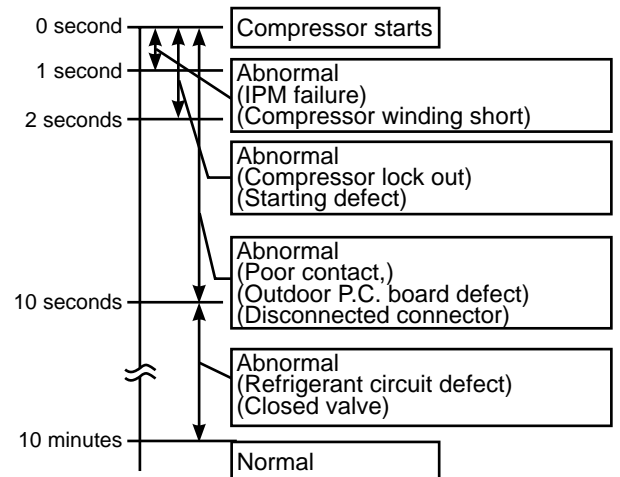 0 second
Compressor starts
1 second
Abnormal
(IPM failure)
(Compressor winding short)
2 seconds
Abnormal
(Compressor lock out)
(Starting defect)
Abnormal
(Poor contact,)
(Outdoor P.C. board defect)
(Disconnected connector)
10 seconds
Abnormal
(Refrigerant circuit defect)
(Closed valve)
10 minutes
Normal